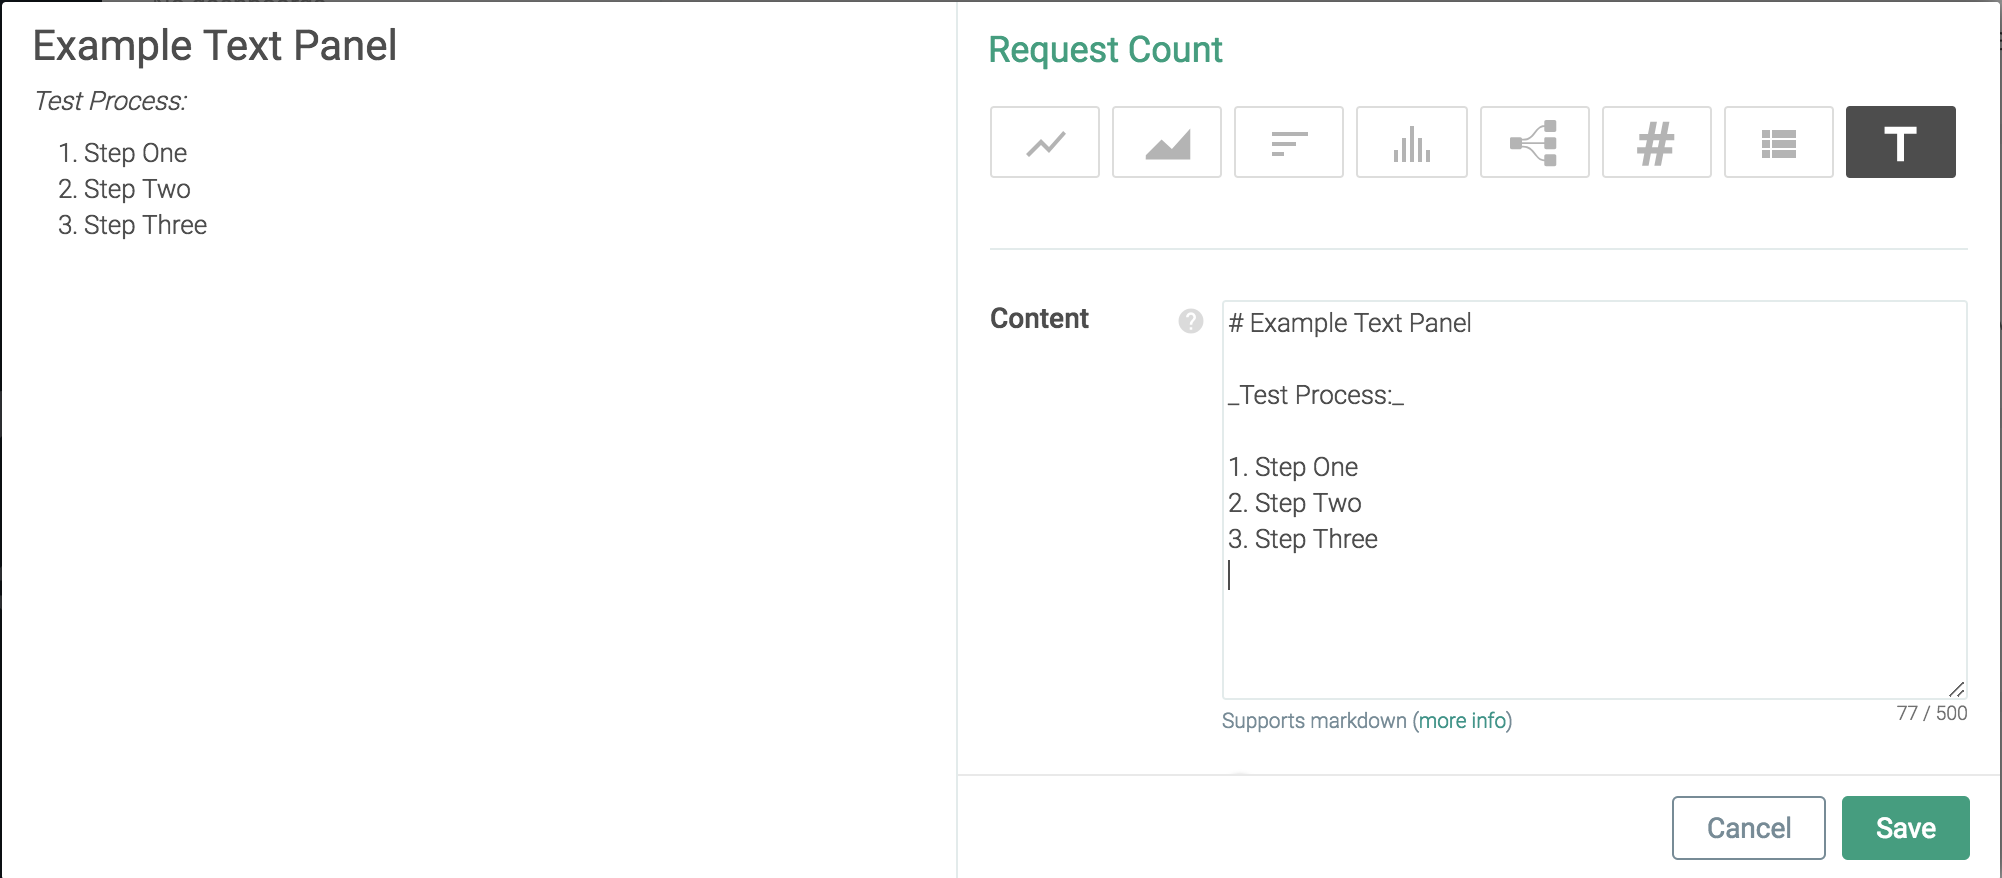 Example Text Panel
Test Process:
1. Step One
2. Step Two
3. Step Three
Request Count
#
T
Content
?
# Example Text Panel
_Test Process:_
1. Step One
2. Step Two
3. Step Three
Supports markdown (more info)
77 / 500
Cancel
Save